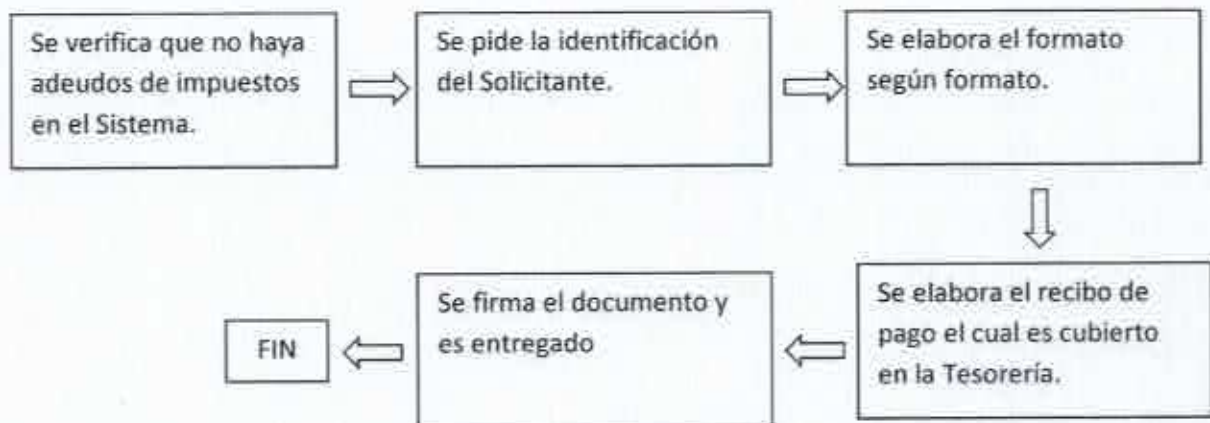 Se verifica que no haya
adeudos de impuestos
en el Sistema.
Se pide la identificación
del Solicitante.
Se elabora el formato
según formato.
Se elabora el recibo de
pago el cual es cubierto
en la Tesorería.
Se firma el documento y
es entregado
FIN